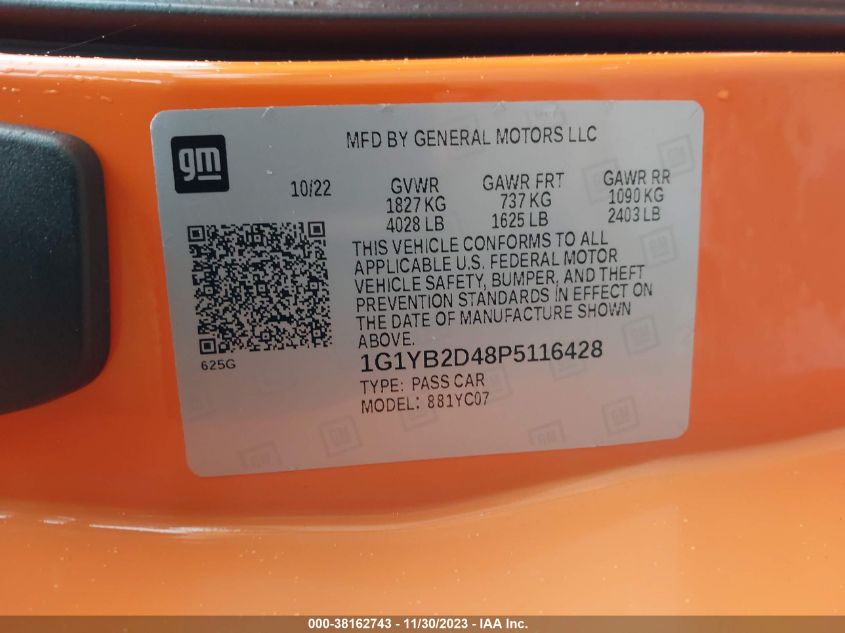 gm
MFD BY GENERAL MOTORS LLC
10/22
GVWR
1827 KG
4028 LB
GAWR FRT
737 KG
1625 LB
GAWR RR
1090 KG
2403 LB
THIS VEHICLE CONFORMS TO ALL
APPLICABLE U.S. FEDERAL MOTOR
VEHICLE SAFETY, BUMPER, AND THEFT
PREVENTION STANDARDS IN EFFECT ON
THE DATE OF MANUFACTURE SHOWN
ABOVE.
625G
1G1YB2D48P5116428
TYPE: PASS CAR
MODEL: 881YC07
000-38162743 - 11/30/2023 - IAA Inc.